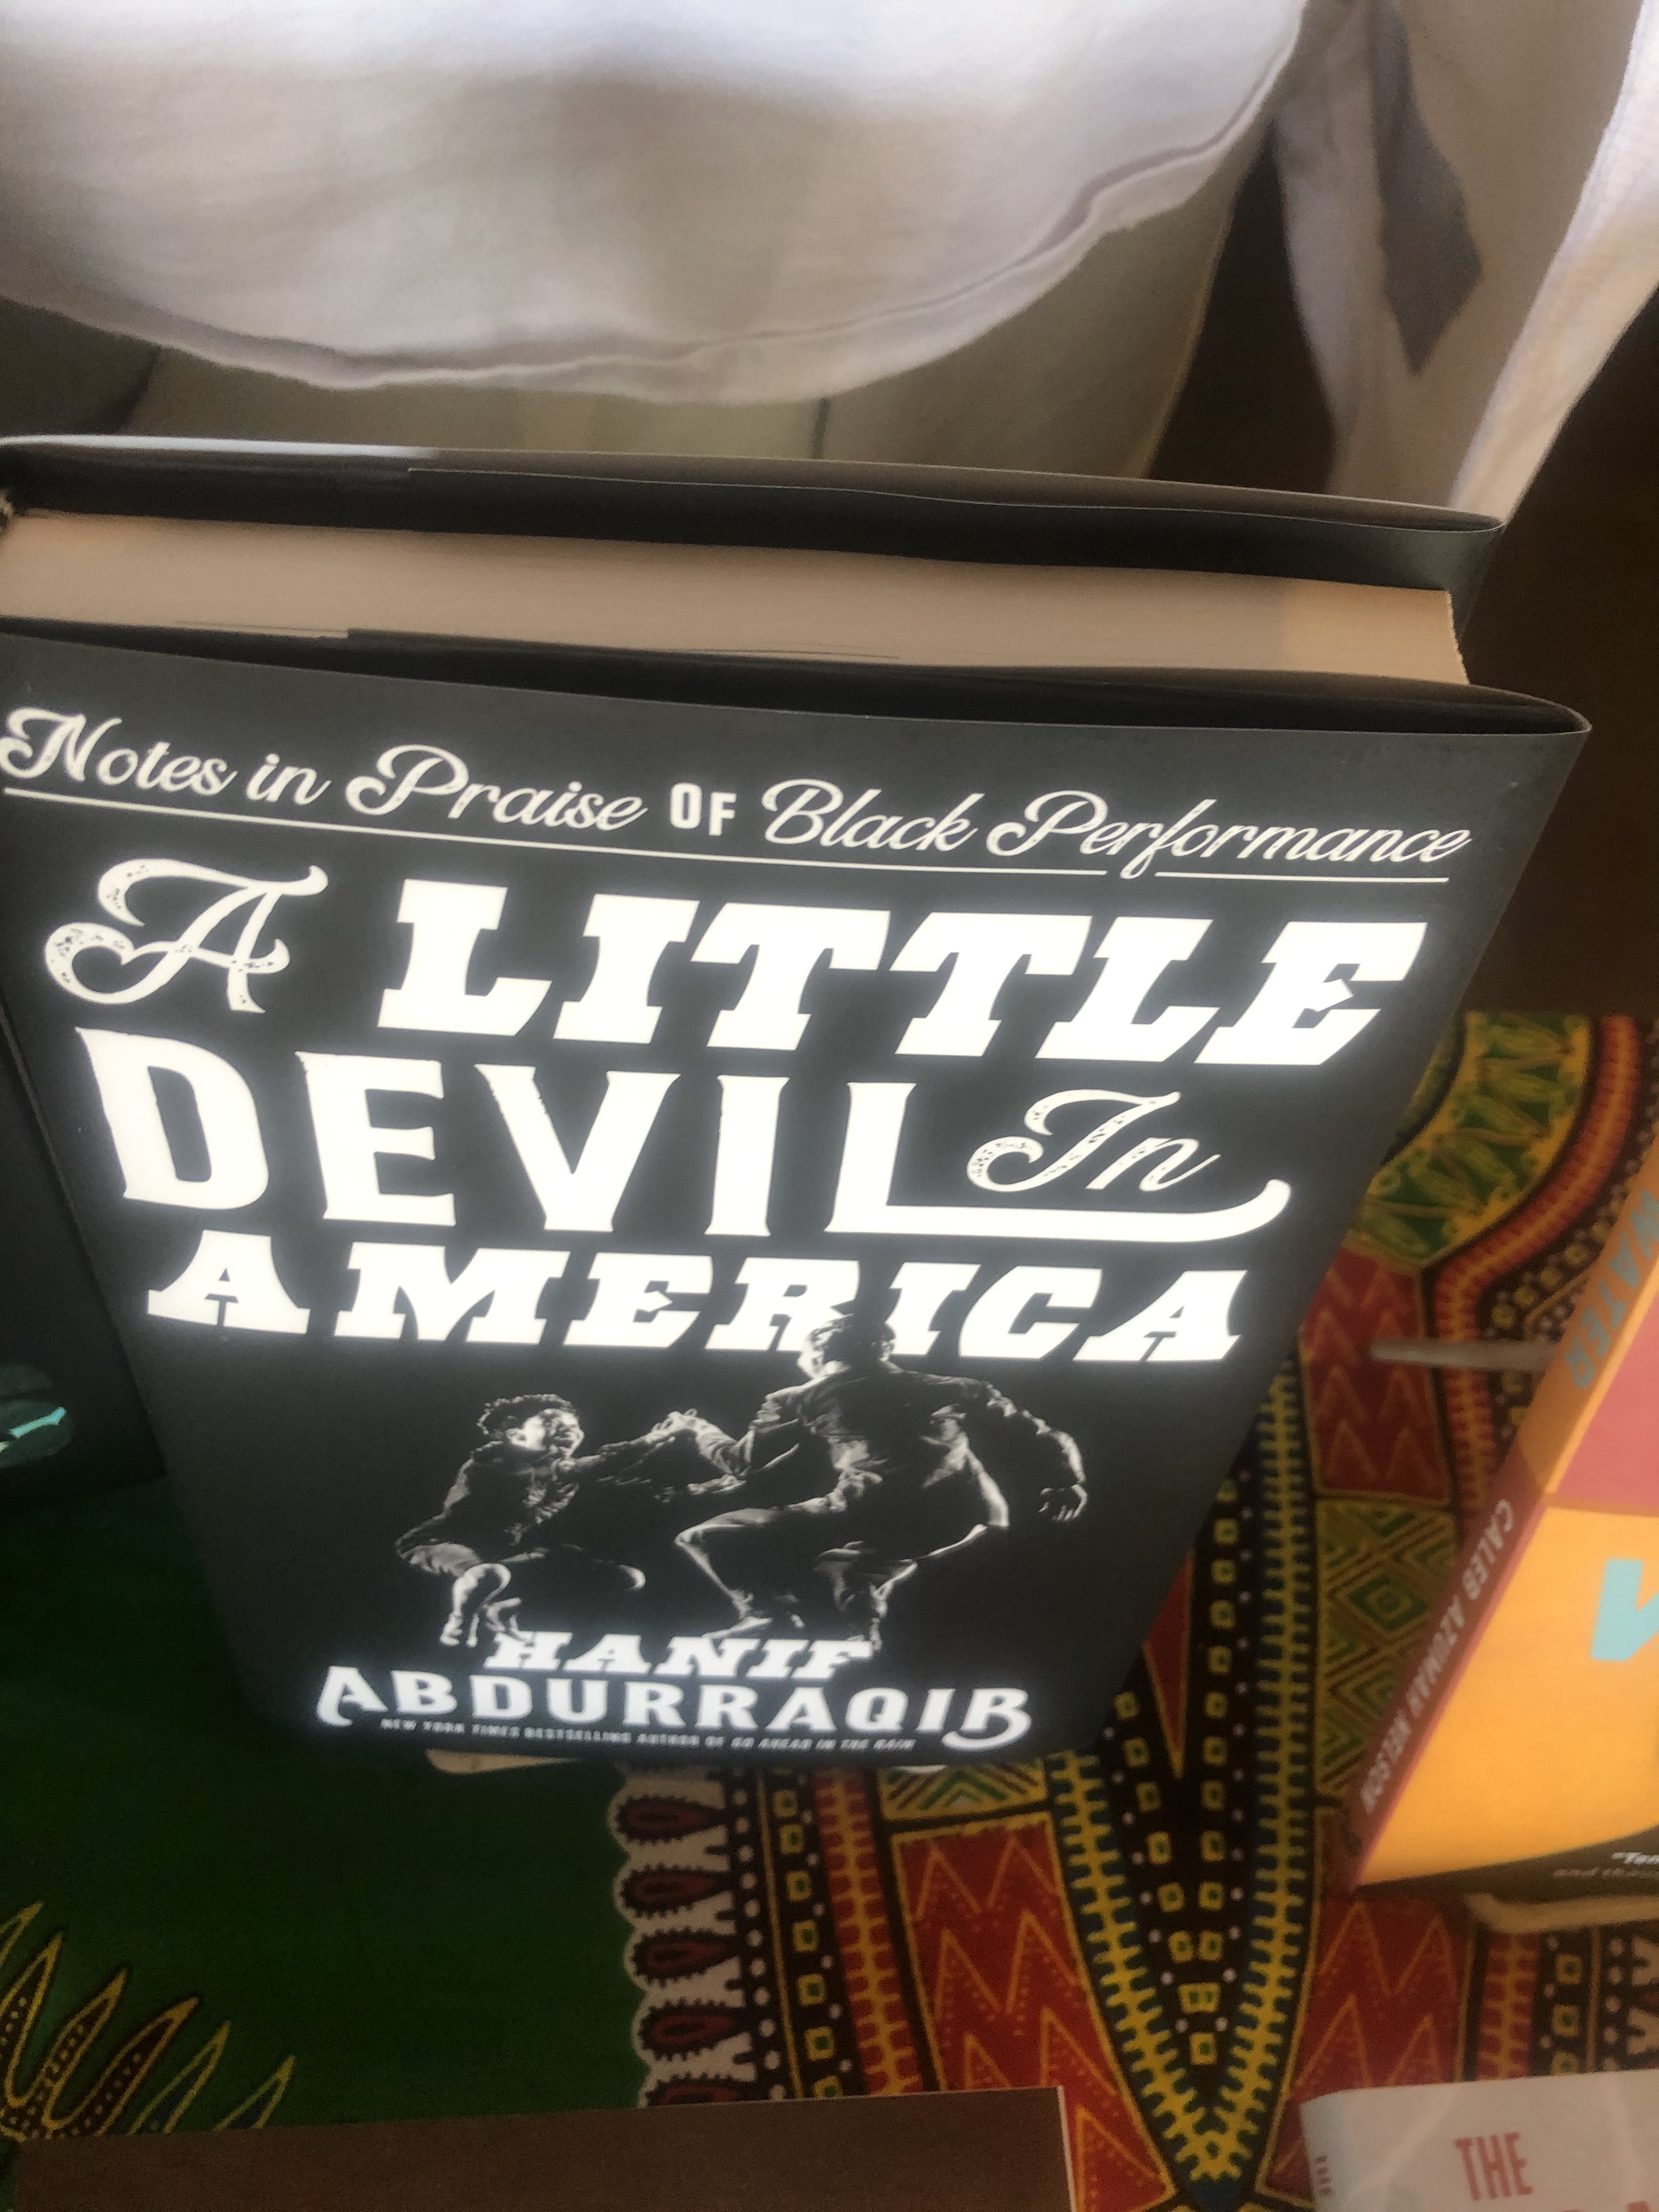 Notes in Praise OF Black Performance
A LITTLE
DEVIL In
AMERICA
HANIF
ABDURRAQIB
NEW YORK TIMES BESTSELLING AUTHOR OF GO AHEAD IN THE RAIN
WATER
CALEB AZUMAH NELSON
THE